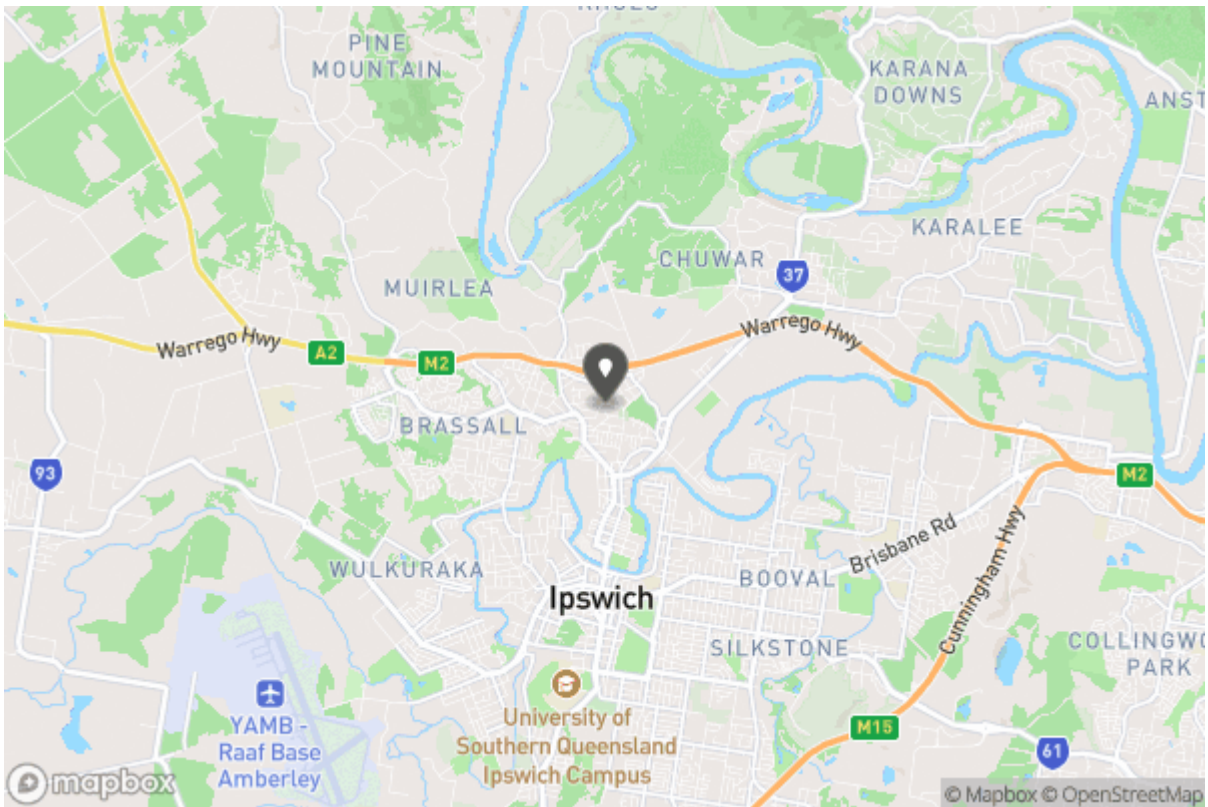 PINE
MOUNTAIN
KARANA
DOWNS
KARALEE
CHUWAR
37
MUIRLEA
Warrego Hwy
Warrego Hwy
A2
M2
BRASSALL
93
M2
Brisbane Rd
WULKURAKA
BOOVAL
Ipswich
Cunningham Hwy
SILKSTONE
COLLINGWO
PARK
University of
Southern Queensland
Ipswich Campus
YAMB -
Raaf Base
Amberley
M15
61
ANST
mapbox
© Mapbox © OpenStreetMap